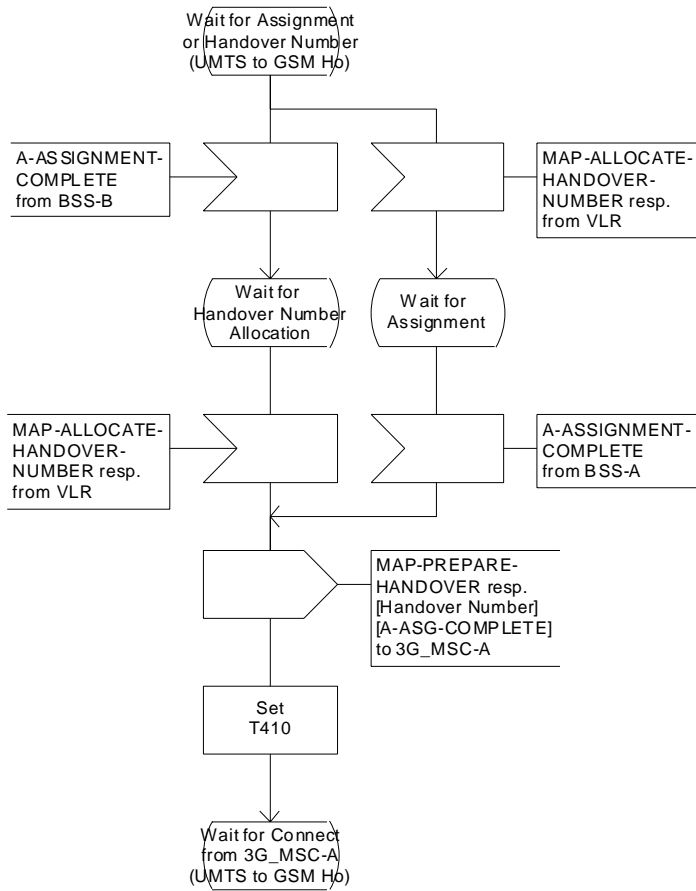 Wait for Assignment
or Handover Number
(UMTS to GSM Ho)
A-ASSIGNMENT-
COMPLETE
from BSS-B
MAP-ALLOCATE-
HANDOVER-
NUMBER resp.
from VLR
Wait for
Handover Number
Allocation
Wait for
Assignment
MAP-ALLOCATE-
HANDOVER-
NUMBER resp.
from VLR
A-ASSIGNMENT-
COMPLETE
from BSS-A
MAP-PREPARE-
HANDOVER resp.
[Handover Number]
[A-ASG-COMPLETE]
to 3G_MSC-A
Set
T410
Wait for Connect
from 3G_MSC-A
(UMTS to GSM Ho)